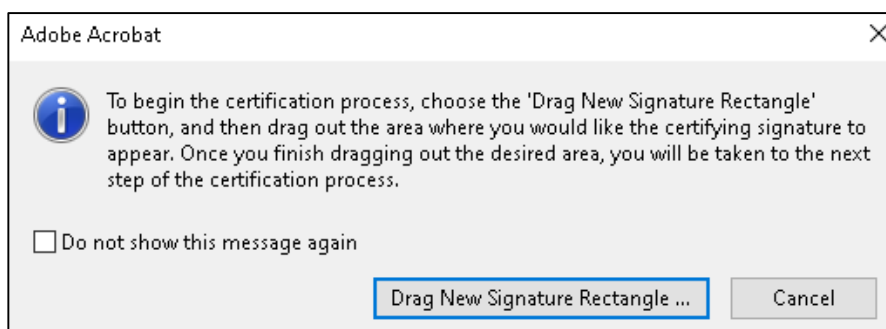 Adobe Acrobat
To begin the certification process, choose the 'Drag New Signature Rectangle'
button, and then drag out the area where you would like the certifying signature to
appear. Once you finish dragging out the desired area, you will be taken to the next
step of the certification process.
Do not show this message again
Drag New Signature Rectangle ...
Cancel